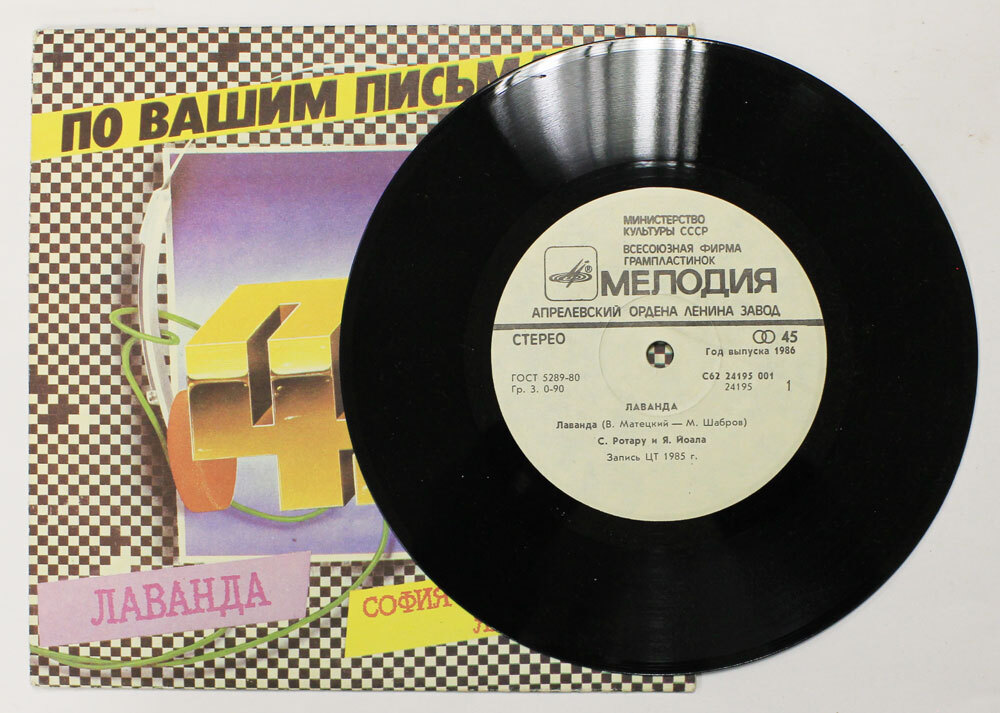 ПО ВАШИМ ПИСЬМ
ЛАВАНДА
СОФИЯ
МИНИСТЕРСТВО
КУЛЬТУРЫ СССР
ВСЕСОЮЗНАЯ ФИРМА
ГРАМПЛАСТИНОК
® МЕЛОДИЯ
АПРЕЛЕВСКИЙ ОРДЕНА ЛЕНИНА ЗАВОД
СТЕРЕО 45
Год выпуска 1986
ГОСТ 5289-80 С62 24195 001
Гр. 3. 0-90 24195 1
ЛАВАНДА
Лаванда (В. Матецкий — М. Шабров)
С. Ротару и Я. Йоала
Запись ЦТ 1985 г.